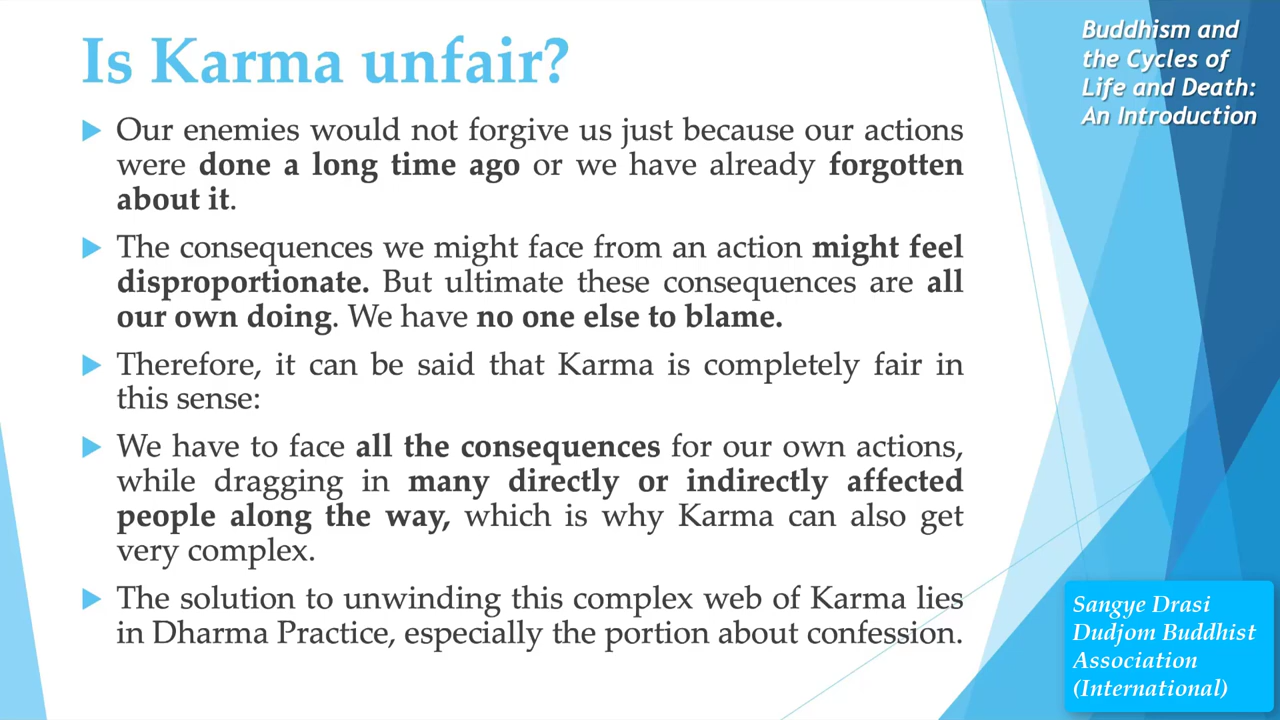 Is Karma unfair?
Our enemies would not forgive us just because our actions
were done a long time ago or we have already forgotten
about it.
The consequences we might face from an action might feel
disproportionate. But ultimate these consequences are all
our own doing. We have no one else to blame.
Therefore, it can be said that Karma is completely fair in
this sense:
We have to face all the consequences for our own actions,
while dragging in many directly or indirectly affected
people along the way, which is why Karma can also get
very complex.
The solution to unwinding this complex web of Karma lies
in Dharma Practice, especially the portion about confession.
Buddhism and
the Cycles of
Life and Death:
An Introduction
Sangye Drasi
Dudjom Buddhist
Association
(International)